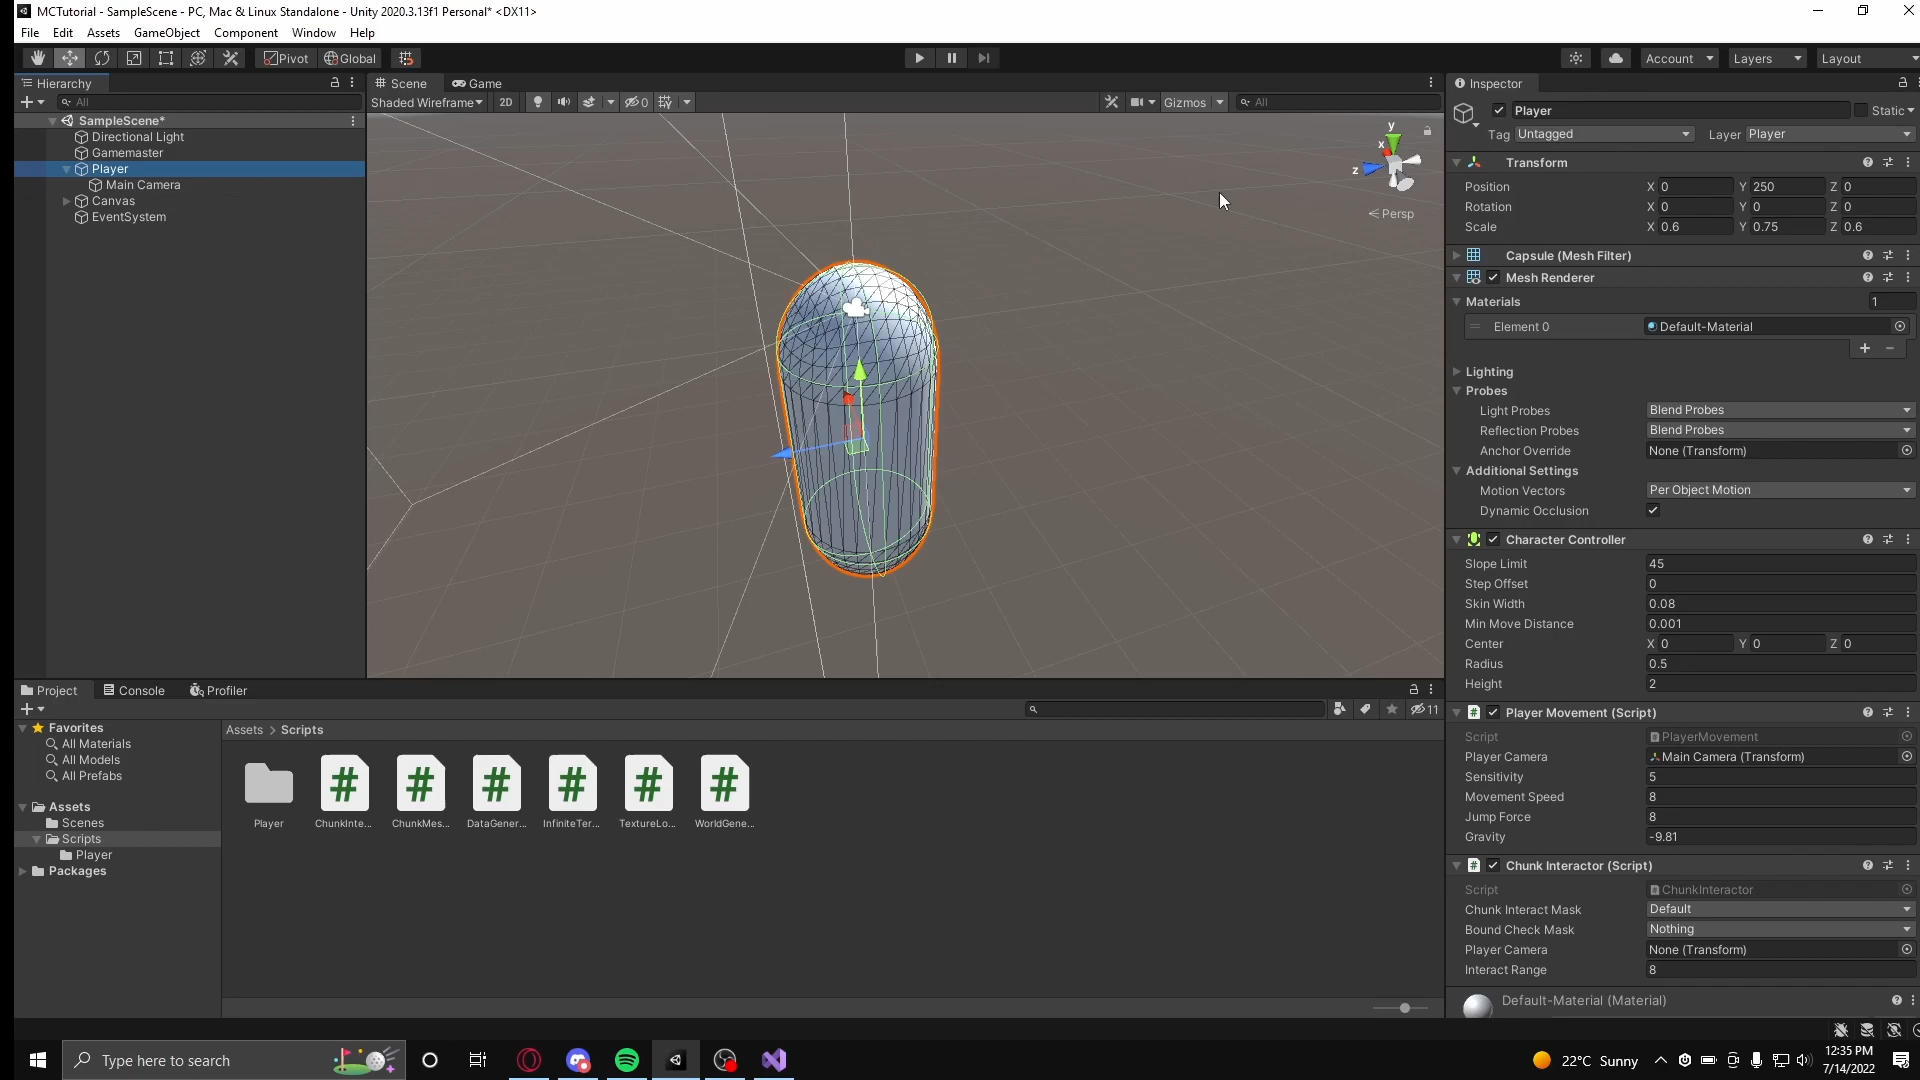 MCTutorial - SampleScene - PC, Mac & Linux Standalone - Unity 2020.3.13f1 Personal* <DX11>
File Edit Assets GameObject Component Window Help
Pivot Global Account Layers Layout
Hierarchy
All
SampleScene*
Directional Light
Gamemaster
Player
Main Camera
Canvas
EventSystem
Scene Game
Shaded Wireframe 2D 0 Gizmos All
y
x
z
< Persp
Inspector
Player Static
Tag Untagged Layer Player
Transform
Position X 0 Y 250 Z 0
Rotation X 0 Y 0 Z 0
Scale X 0.6 Y 0.75 Z 0.6
Capsule (Mesh Filter)
Mesh Renderer
Materials 1
Element 0 Default-Material
Lighting
Probes
Light Probes Blend Probes
Reflection Probes Blend Probes
Anchor Override None (Transform)
Additional Settings
Motion Vectors Per Object Motion
Dynamic Occlusion
Character Controller
Slope Limit 45
Step Offset 0
Skin Width 0.08
Min Move Distance 0.001
Center X 0 Y 0 Z 0
Radius 0.5
Height 2
Player Movement (Script)
Script PlayerMovement
Player Camera Main Camera (Transform)
Sensitivity 5
Movement Speed 8
Jump Force 8
Gravity -9.81
Chunk Interactor (Script)
Script ChunkInteractor
Chunk Interact Mask Default
Bound Check Mask Nothing
Player Camera None (Transform)
Interact Range 8
Default-Material (Material)
Project Console Profiler
11
Favorites
All Materials
All Models
All Prefabs
Assets
Scenes
Scripts
Player
Packages
Assets > Scripts
Player ChunkInte... ChunkMes... DataGener... InfiniteTer... TextureLo... WorldGene...
Type here to search
22°C Sunny
12:35 PM
7/14/2022